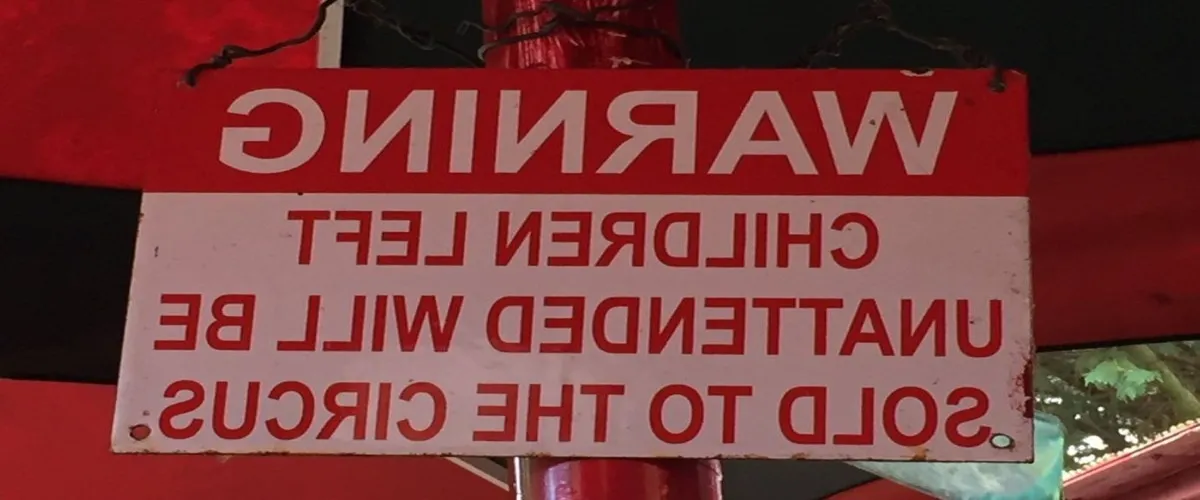 WARNING
CHILDREN LEFT
UNATTENDED WILL BE
SOLD TO THE CIRCUS